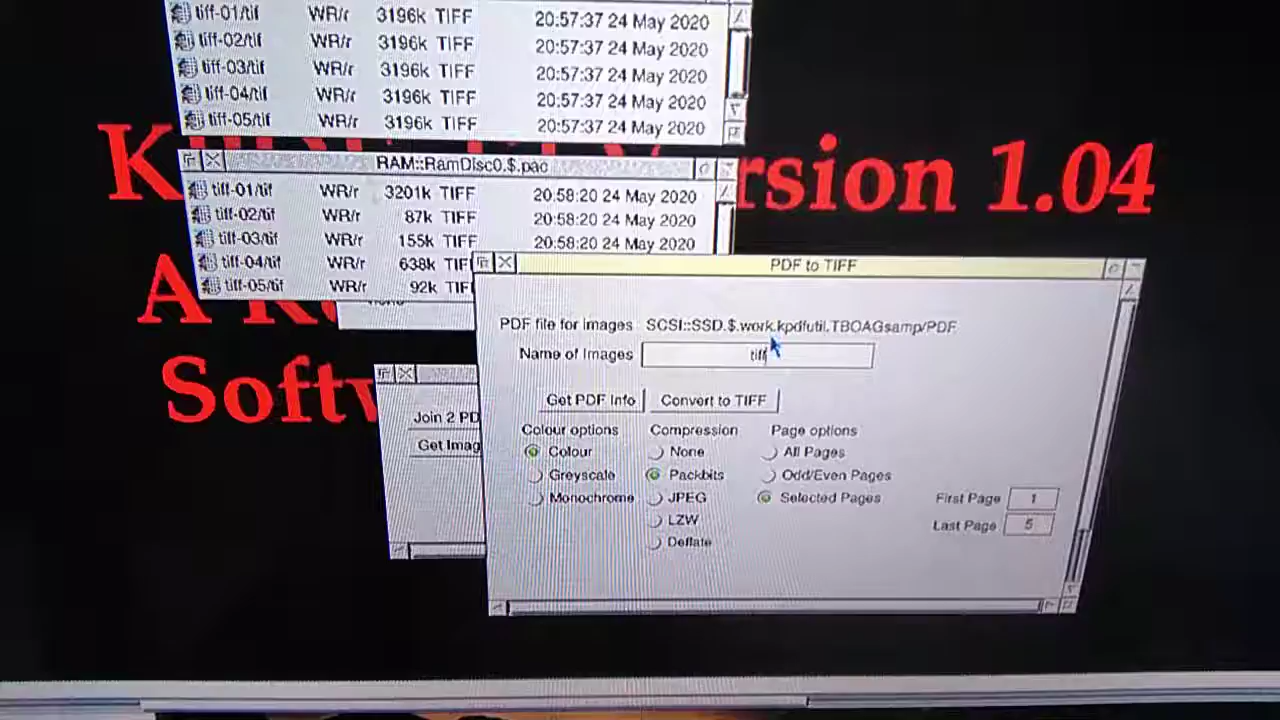 tiff-01/tif WR/r 3196k TIFF 20:57:37 24 May 2020
tiff-02/tif WR/r 3196k TIFF 20:57:37 24 May 2020
tiff-03/tif WR/r 3196k TIFF 20:57:37 24 May 2020
tiff-04/tif WR/r 3196k TIFF 20:57:37 24 May 2020
tiff-05/tif WR/r 3196k TIFF 20:57:37 24 May 2020
rsion 1.04
RAM::RamDisc0.$.pac
tiff-01/tif WR/r 3201k TIFF 20:58:20 24 May 2020
tiff-02/tif WR/r 87k TIFF 20:58:20 24 May 2020
tiff-03/tif WR/r 155k TIFF 20:58:20 24 May 2020
tiff-04/tif WR/r 638k TIF
tiff-05/tif WR/r 92k TIF
A
Softw
Join 2 PD
Get Imag
PDF to TIFF
PDF file for images SCSI::SSD.$.work.kpdfutil.TBOAGsamp/PDF
Name of Images tiff
Get PDF Info Convert to TIFF
Colour options Compression Page options
Colour None All Pages
Greyscale Packbits Odd/Even Pages
Monochrome JPEG Selected Pages First Page 1
LZW Last Page 5
Deflate